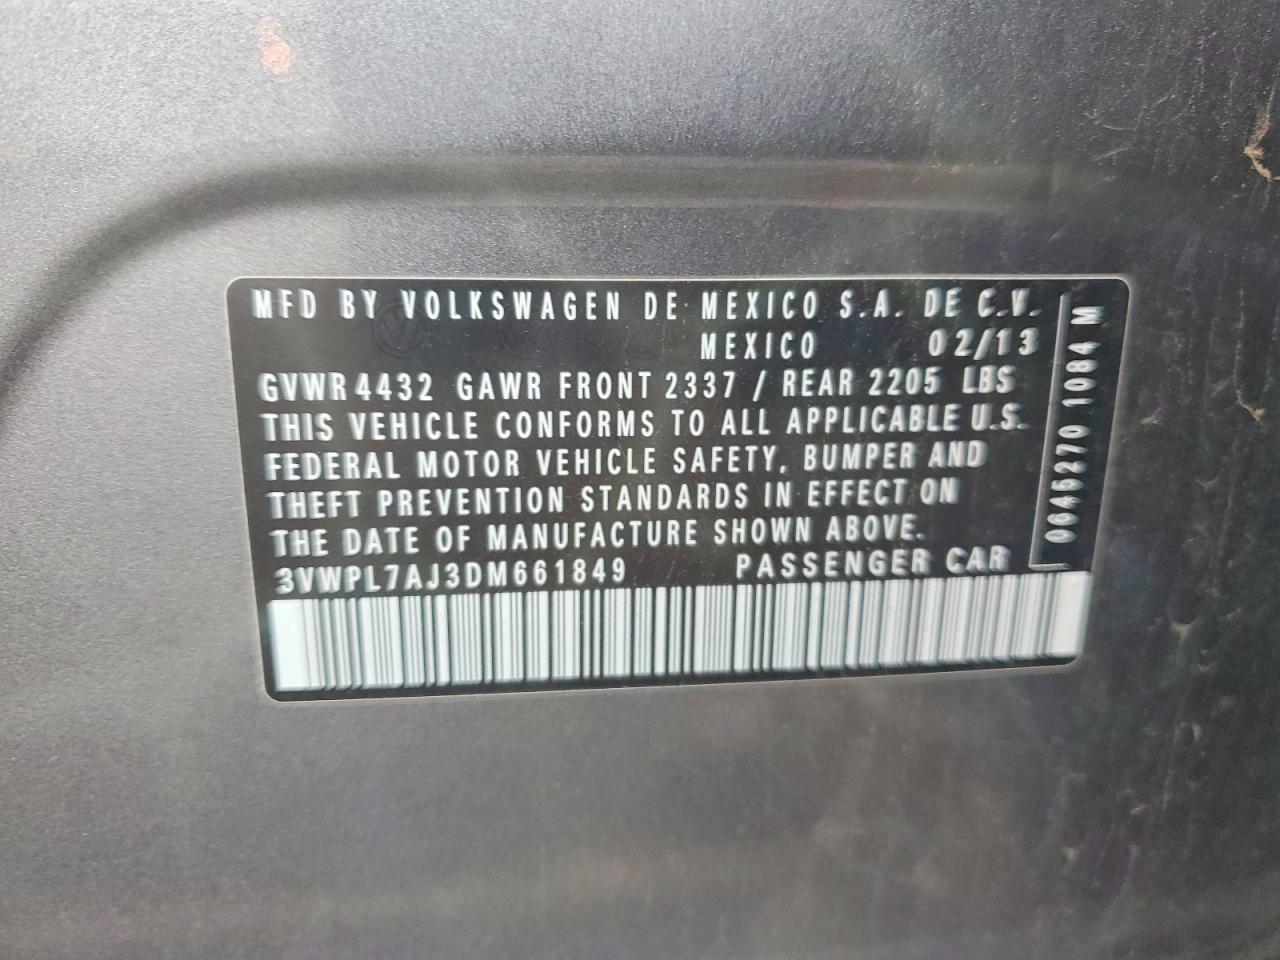 MFD BY VOLKSWAGEN DE MEXICO S.A. DE C.V.
MEXICO 02/13
GVWR 4432 GAWR FRONT 2337 / REAR 2205 LBS
THIS VEHICLE CONFORMS TO ALL APPLICABLE U.S.
FEDERAL MOTOR VEHICLE SAFETY, BUMPER AND
THEFT PREVENTION STANDARDS IN EFFECT ON
THE DATE OF MANUFACTURE SHOWN ABOVE.
3VWPL7AJ3DM661849 PASSENGER CAR
0645270 1084 M